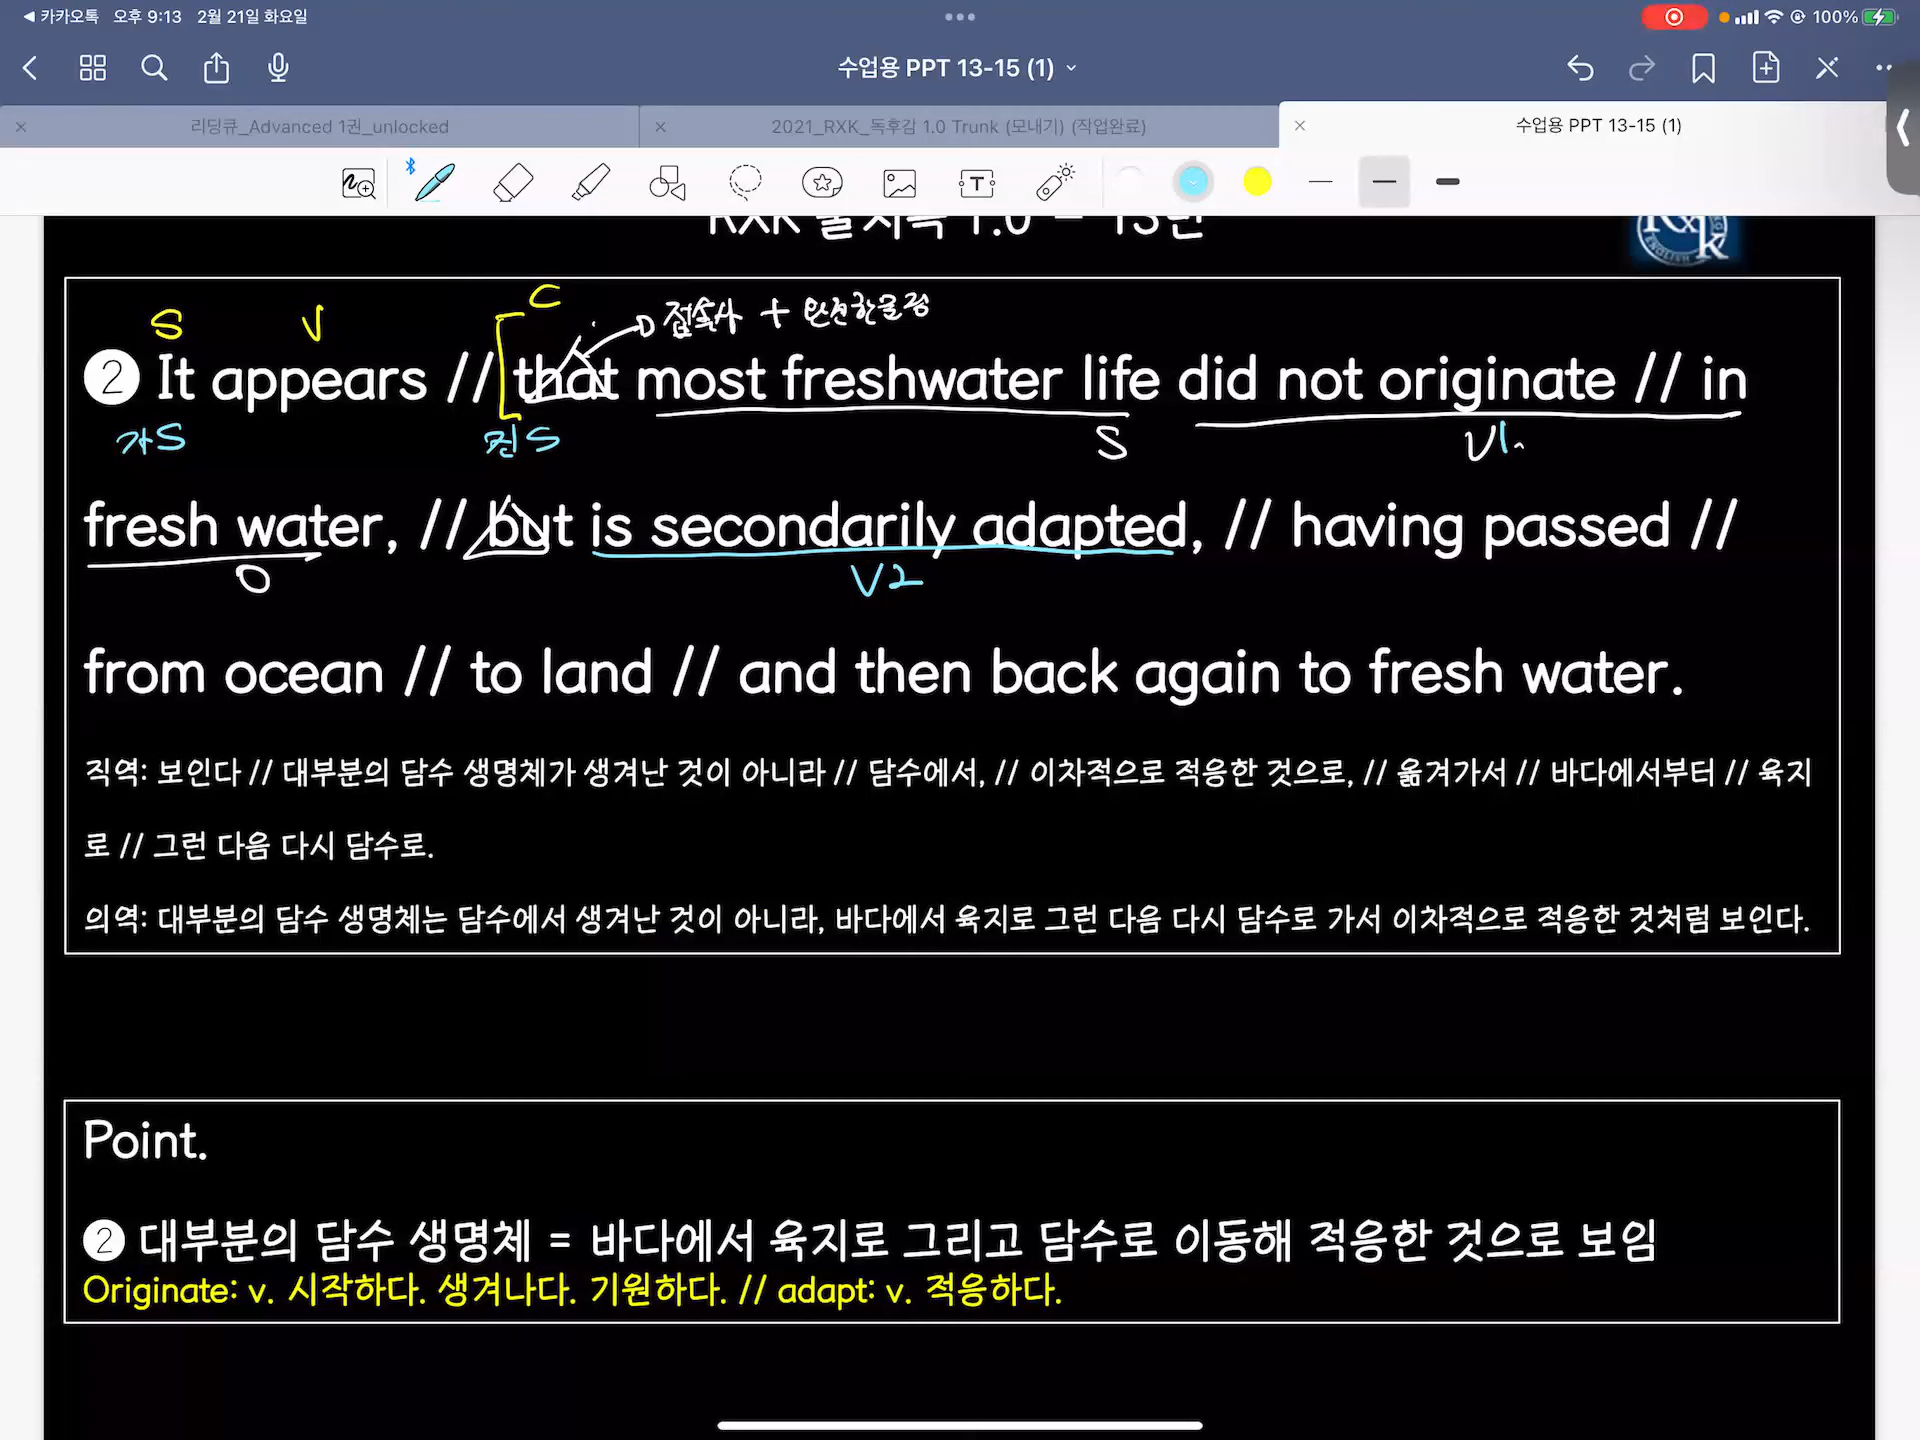 ◀ 카카오톡 오후 9:13 2월 21일 화요일
100%
수업용 PPT 13-15 (1)
리딩큐_Advanced 1권_unlocked
2021_RXK_독후감 1.0 Trunk (모내기) (작업완료)
수업용 PPT 13-15 (1)
RXK 1.0 – 13번
S V C 접속사 + 완전한문장
❷ It appears // that most freshwater life did not originate // in
가S 진S S V1
fresh water, // but is secondarily adapted, // having passed //
O V2
from ocean // to land // and then back again to fresh water.
직역: 보인다 // 대부분의 담수 생명체가 생겨난 것이 아니라 // 담수에서, // 이차적으로 적응한 것으로, // 옮겨가서 // 바다에서부터 // 육지
로 // 그런 다음 다시 담수로.
의역: 대부분의 담수 생명체는 담수에서 생겨난 것이 아니라, 바다에서 육지로 그런 다음 다시 담수로 가서 이차적으로 적응한 것처럼 보인다.
Point.
❷ 대부분의 담수 생명체 = 바다에서 육지로 그리고 담수로 이동해 적응한 것으로 보임
Originate: v. 시작하다. 생겨나다. 기원하다. // adapt: v. 적응하다.